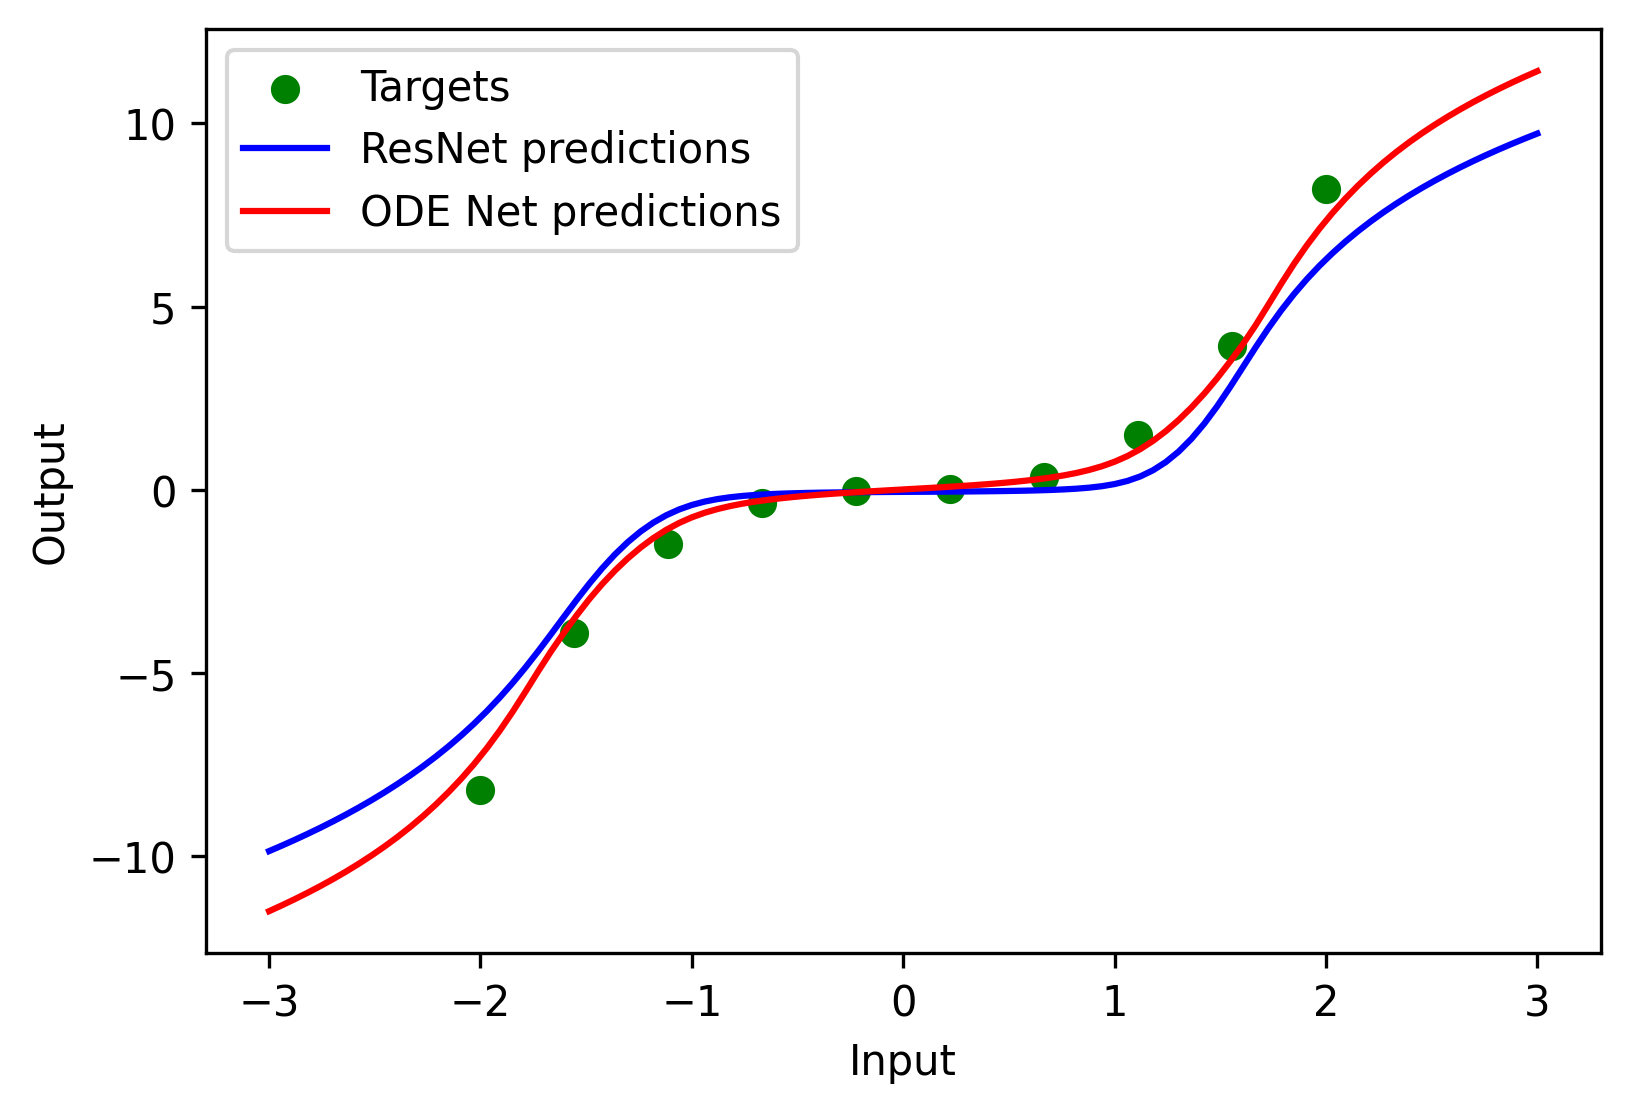 Targets
ResNet predictions
ODE Net predictions
10
5
0
−5
−10
Output
−3 −2 −1 0 1 2 3
Input